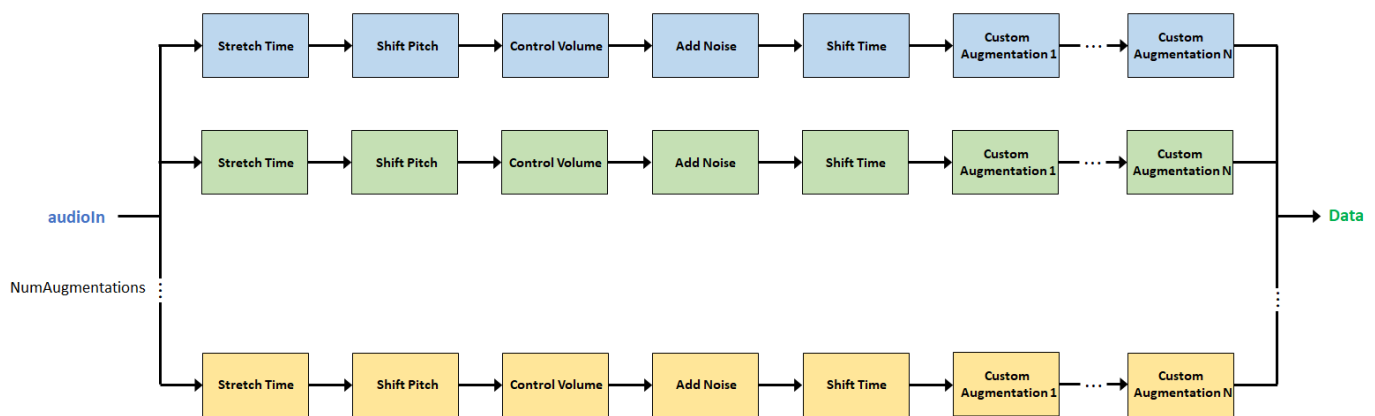 Stretch Time
Shift Pitch
Control Volume
Add Noise
Shift Time
Custom
Augmentation 1
...
Custom
Augmentation N
Stretch Time
Shift Pitch
Control Volume
Add Noise
Shift Time
Custom
Augmentation 1
...
Custom
Augmentation N
audioIn
Data
NumAugmentations
Stretch Time
Shift Pitch
Control Volume
Add Noise
Shift Time
Custom
Augmentation 1
...
Custom
Augmentation N